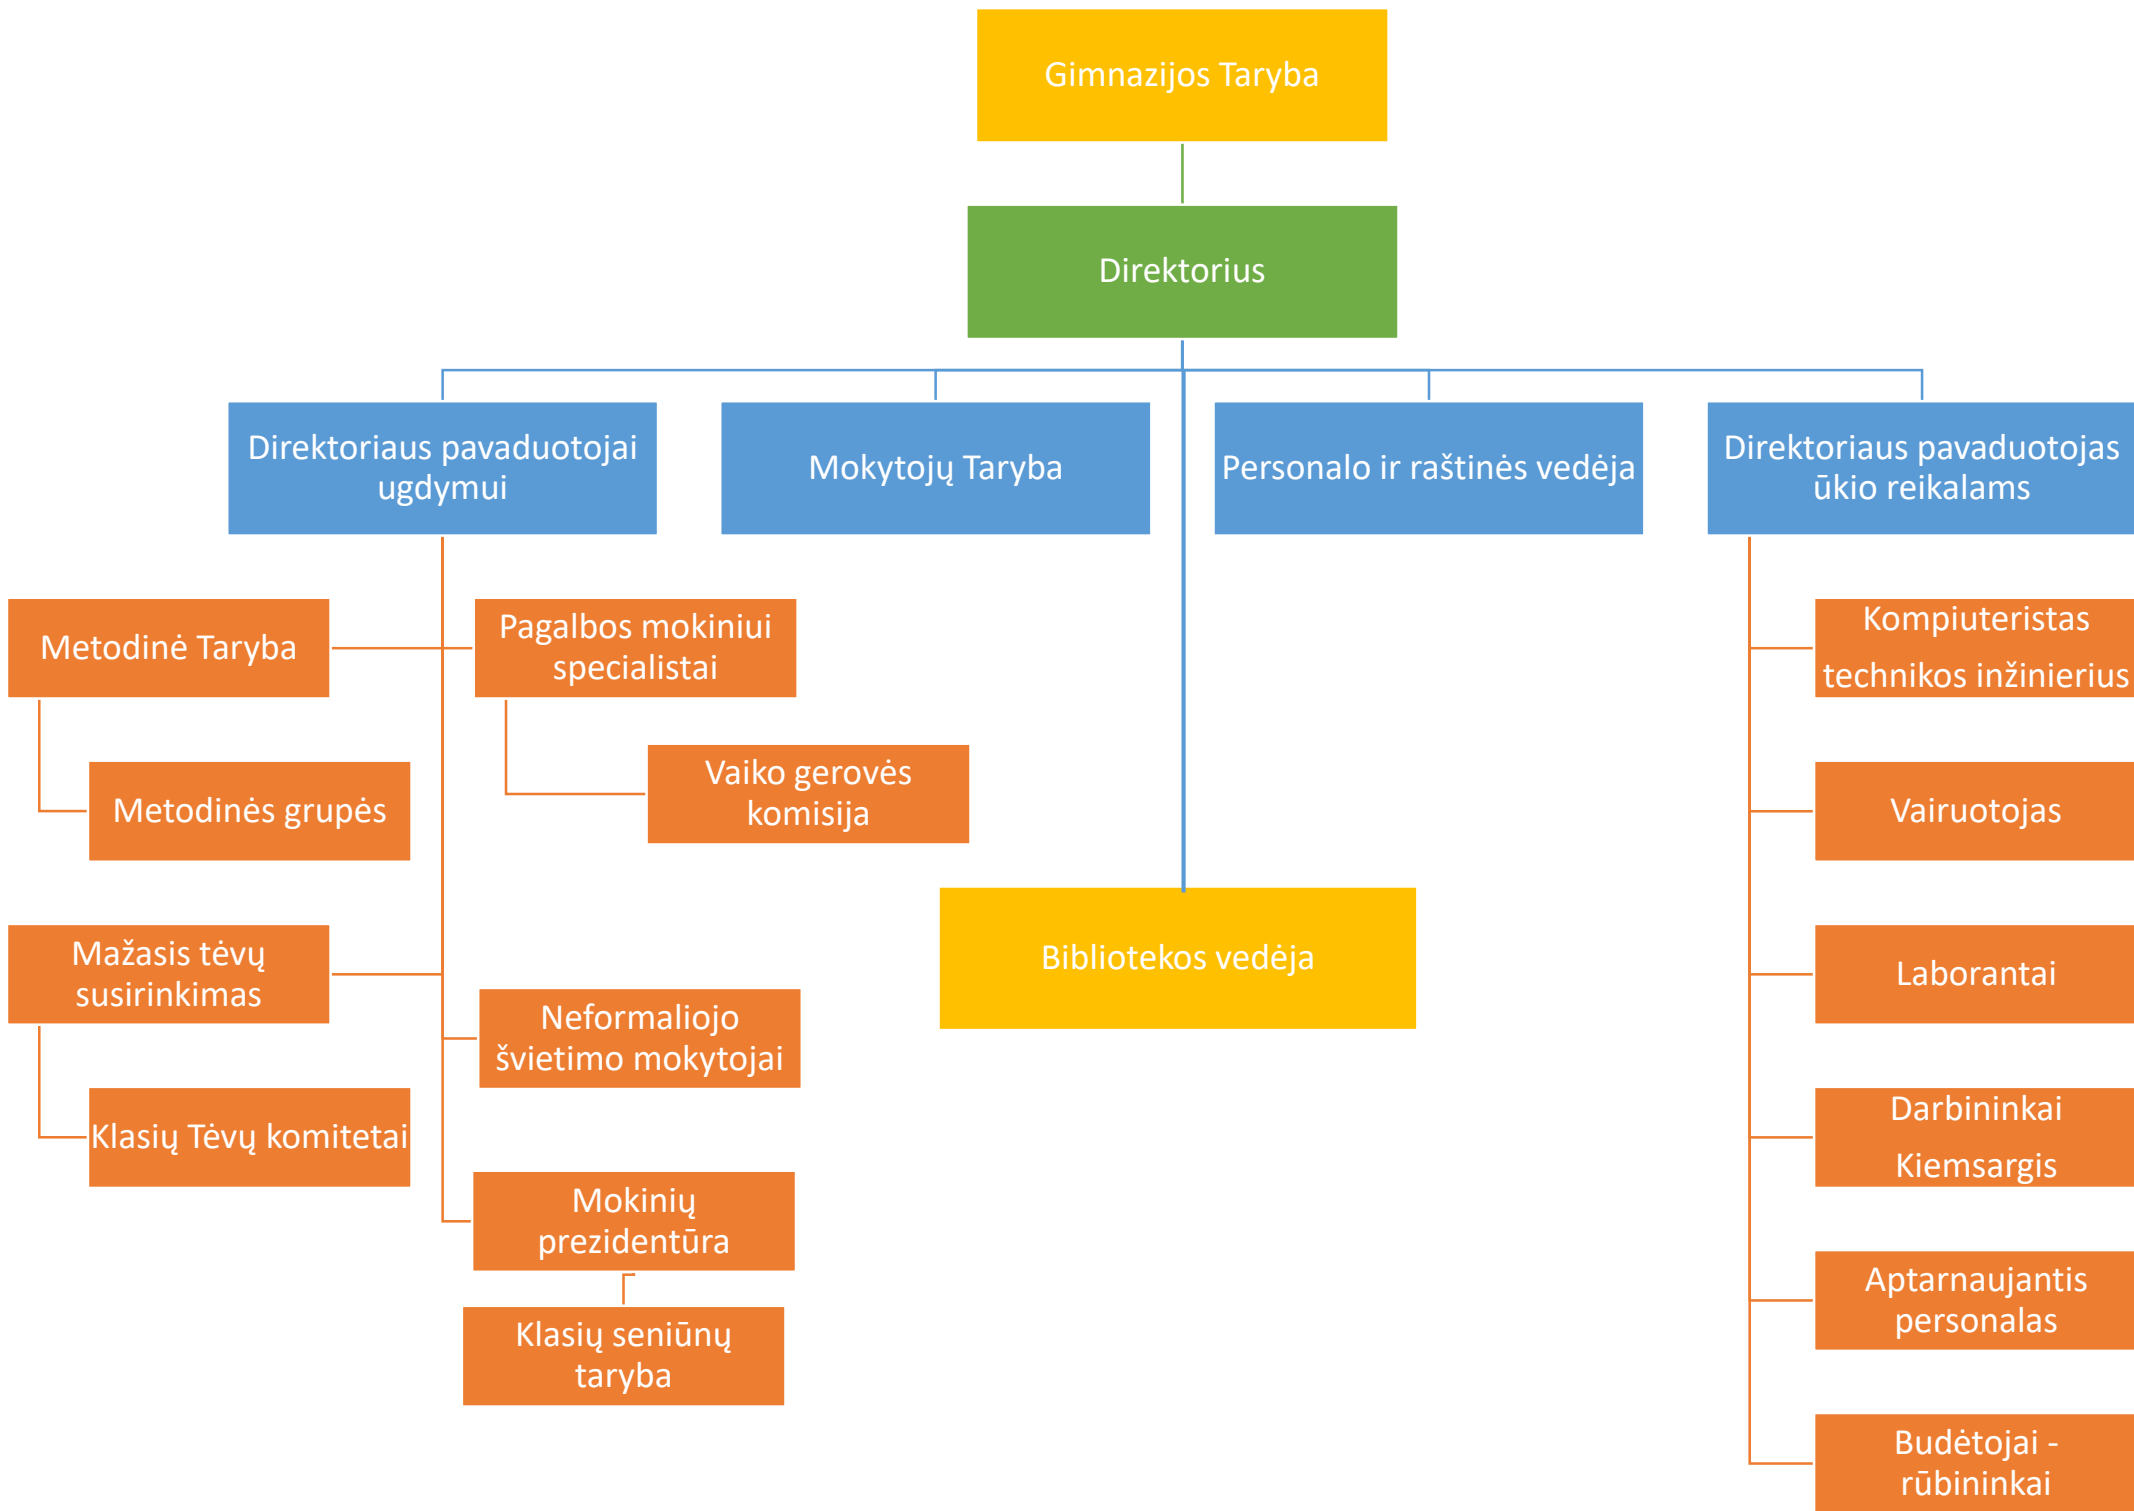 Gimnazijos Taryba
Direktorius
Direktoriaus pavaduotojai
ugdymui
Mokytojų Taryba
Personalo ir raštinės vedėja
Direktoriaus pavaduotojas
ūkio reikalams
Metodinė Taryba
Metodinės grupės
Pagalbos mokiniui
specialistai
Vaiko gerovės
komisija
Mažasis tėvų
susirinkimas
Klasių Tėvų komitetai
Neformaliojo
švietimo mokytojai
Mokinių
prezidentūra
Klasių seniūnų
taryba
Bibliotekos vedėja
Kompiuteristas
technikos inžinierius
Vairuotojas
Laborantai
Darbininkai
Kiemsargis
Aptarnaujantis
personalas
Budėtojai -
rūbininkai